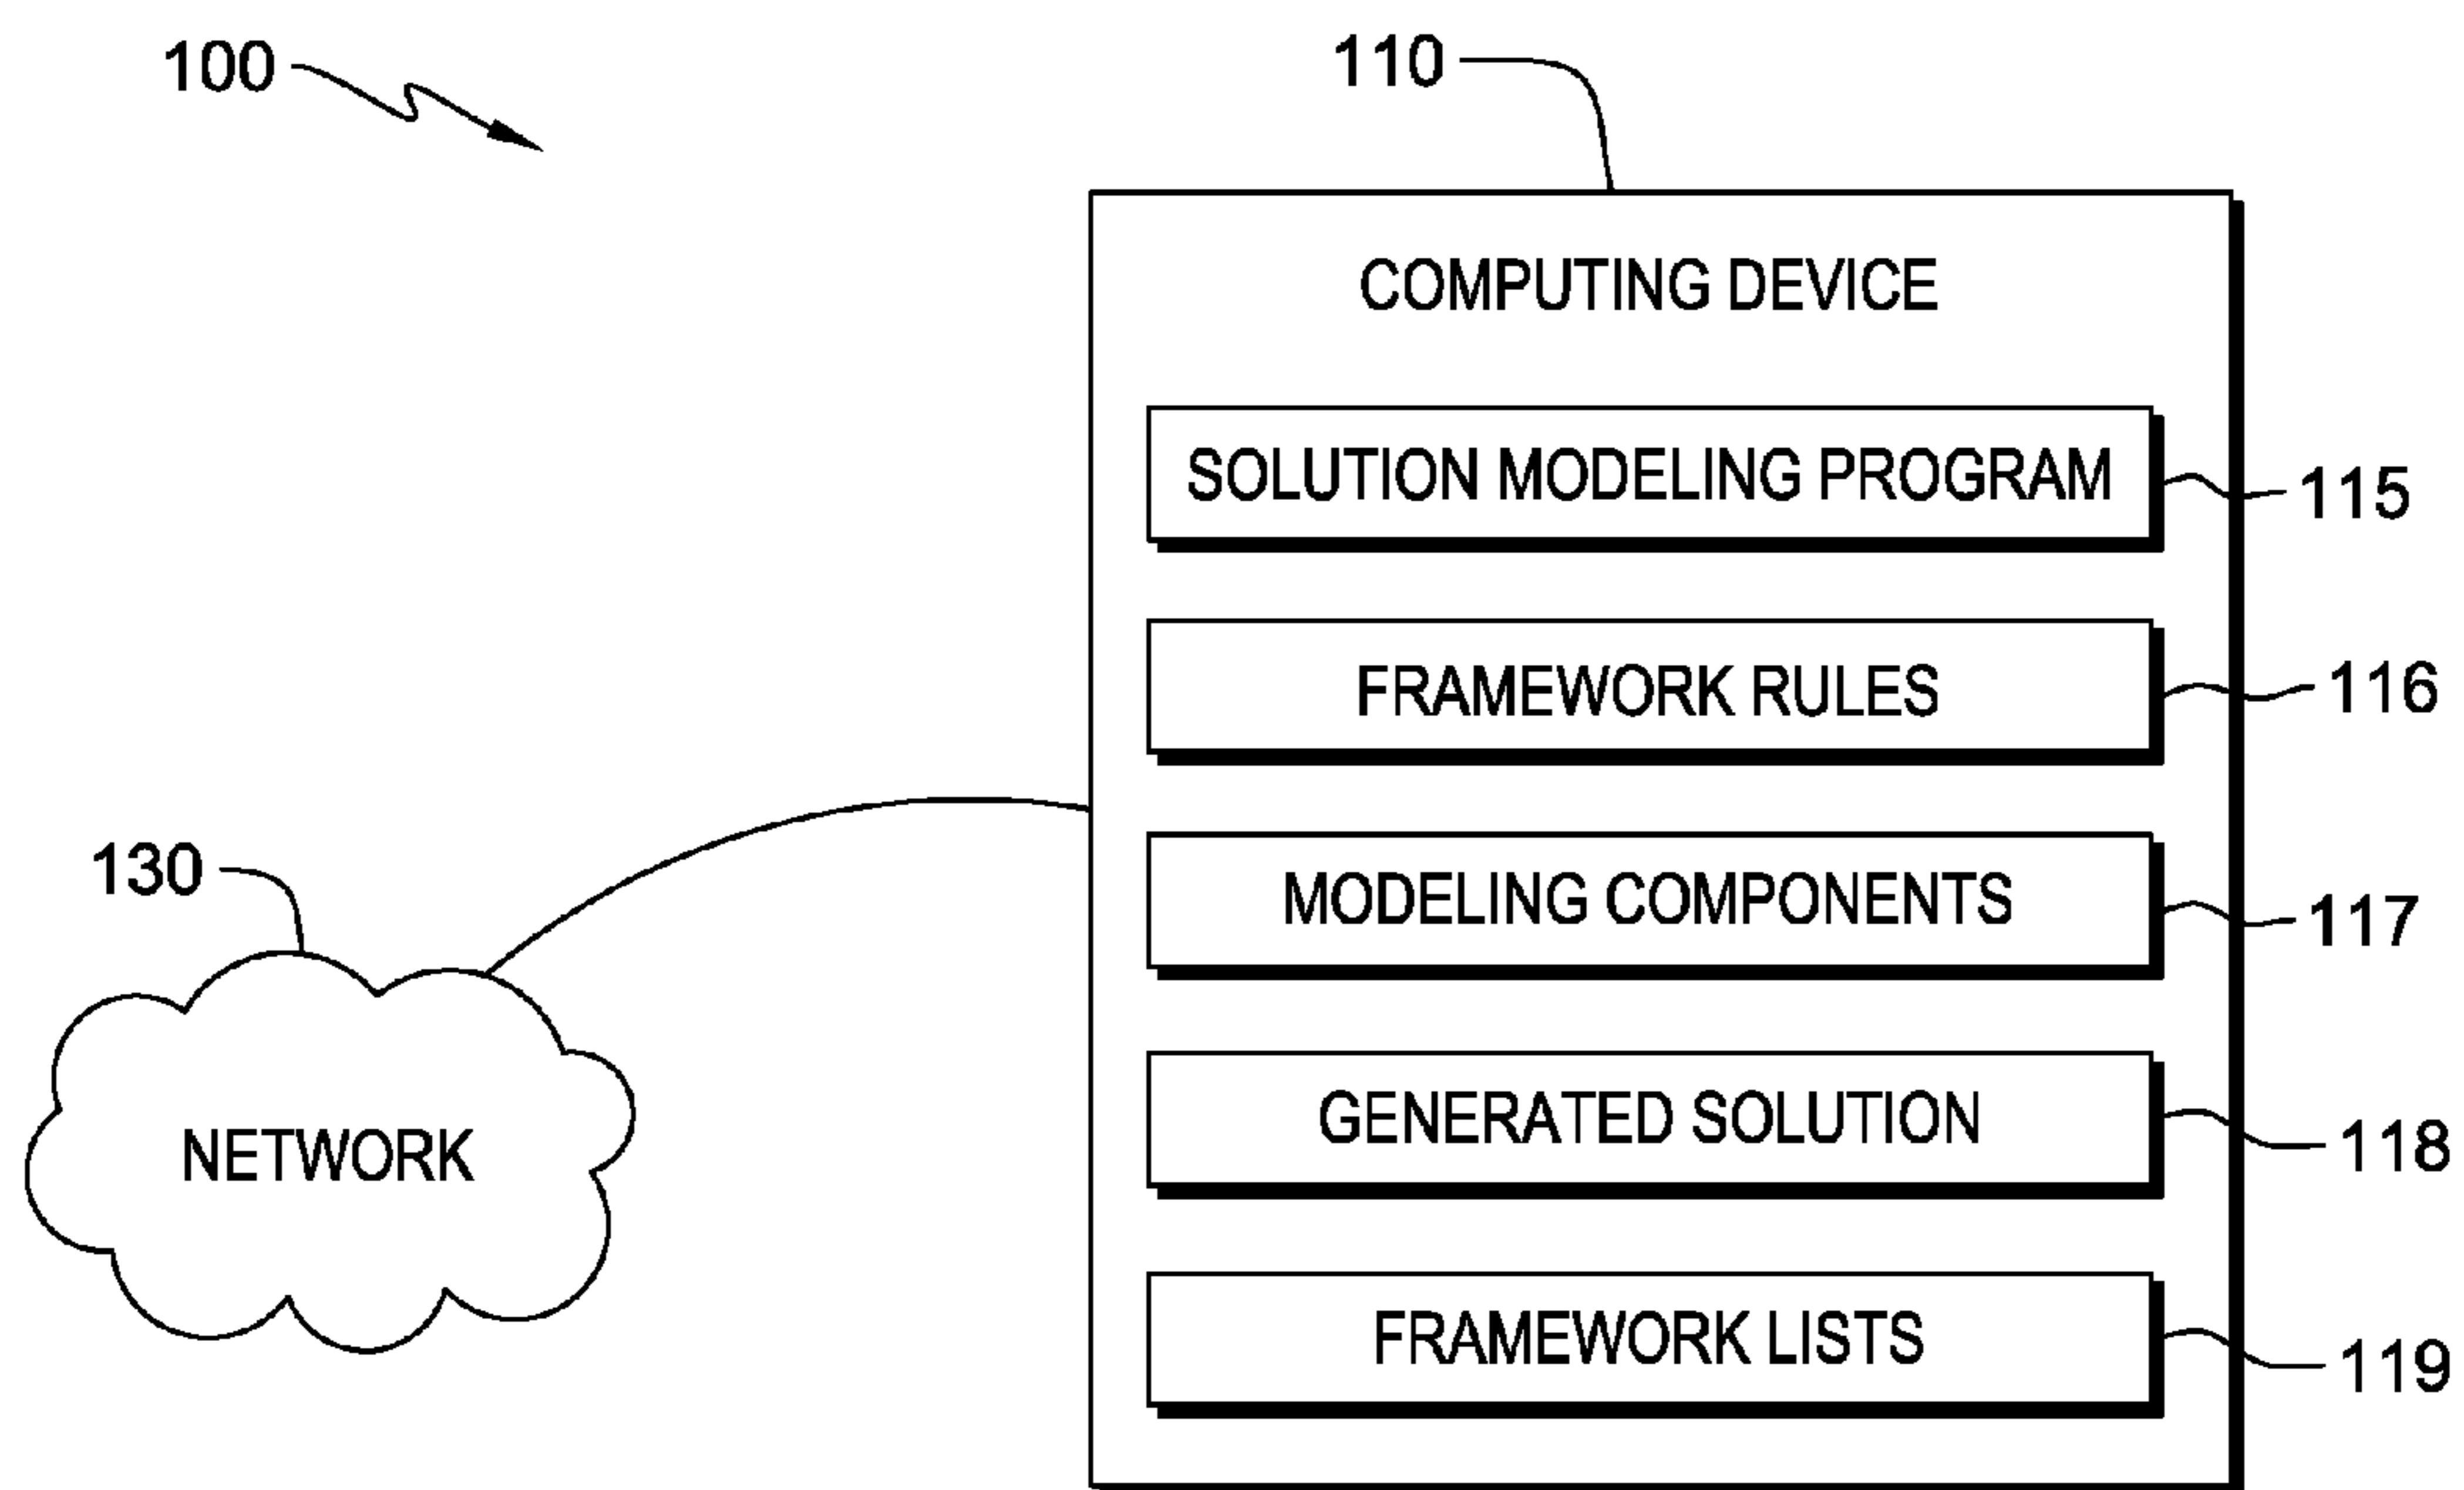 100
110
COMPUTING DEVICE
SOLUTION MODELING PROGRAM
115
FRAMEWORK RULES
116
130
MODELING COMPONENTS
117
NETWORK
GENERATED SOLUTION
118
FRAMEWORK LISTS
119